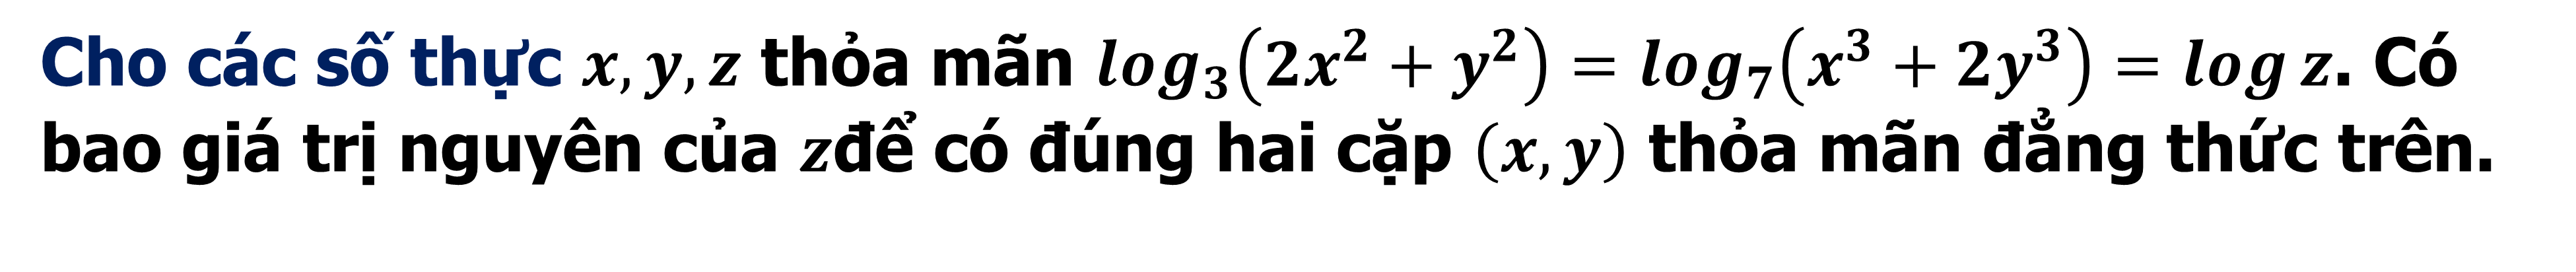 Cho các số thực x, y, z thỏa mãn log₃(2x² + y²) = log₇(x³ + 2y³) = log z. Có
bao giá trị nguyên của zđể có đúng hai cặp (x, y) thỏa mãn đẳng thức trên.